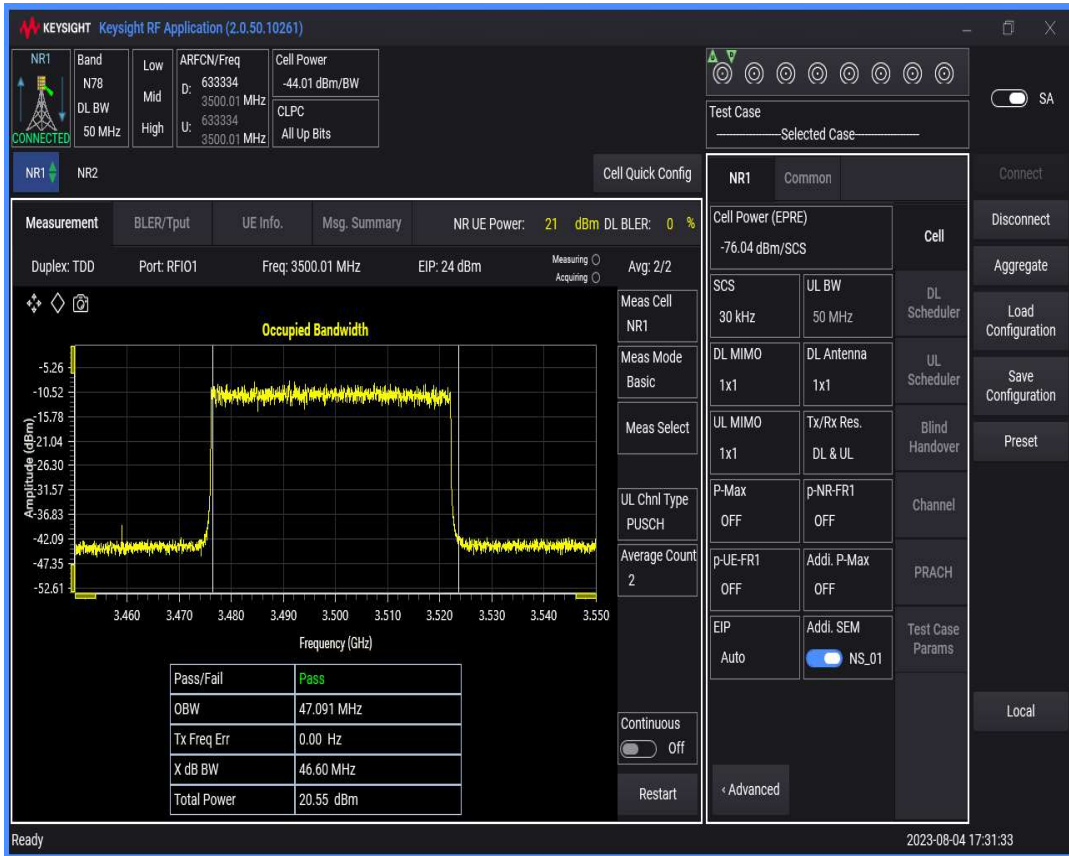 KEYSIGHT Keysight RF Application (2.0.50.10261)
NR1
CONNECTED
Band
N78
DL BW
50 MHz
Low
Mid
High
ARFCN/Freq
D: 633334
3500.01 MHz
U: 633334
3500.01 MHz
Cell Power
-44.01 dBm/BW
CLPC
All Up Bits
Test Case
Selected Case
SA
NR1
NR2
Cell Quick Config
Measurement
BLER/Tput
UE Info.
Msg. Summary
NR UE Power: 21 dBm DL BLER: 0 %
Duplex: TDD
Port: RFIO1
Freq: 3500.01 MHz
EIP: 24 dBm
Measuring
Acquiring
Avg: 2/2
Occupied Bandwidth
Amplitude (dBm)
-5.26
-10.52
-15.78
-21.04
-26.30
-31.57
-36.83
-42.09
-47.35
-52.61
3.460 3.470 3.480 3.490 3.500 3.510 3.520 3.530 3.540 3.550
Frequency (GHz)
Pass/Fail Pass
OBW 47.091 MHz
Tx Freq Err 0.00 Hz
X dB BW 46.60 MHz
Total Power 20.55 dBm
Meas Cell
NR1
Meas Mode
Basic
Meas Select
UL Chnl Type
PUSCH
Average Count
2
Continuous
Off
Restart
NR1
Common
Cell Power (EPRE)
-76.04 dBm/SCS
SCS
30 kHz
UL BW
50 MHz
DL MIMO
1x1
DL Antenna
1x1
UL MIMO
1x1
Tx/Rx Res.
DL & UL
P-Max
OFF
p-NR-FR1
OFF
p-UE-FR1
OFF
Addi. P-Max
OFF
EIP
Auto
Addi. SEM
NS_01
‹ Advanced
Cell
DL
Scheduler
UL
Scheduler
Blind
Handover
Channel
PRACH
Test Case
Params
Connect
Disconnect
Aggregate
Load
Configuration
Save
Configuration
Preset
Local
Ready
2023-08-04 17:31:33